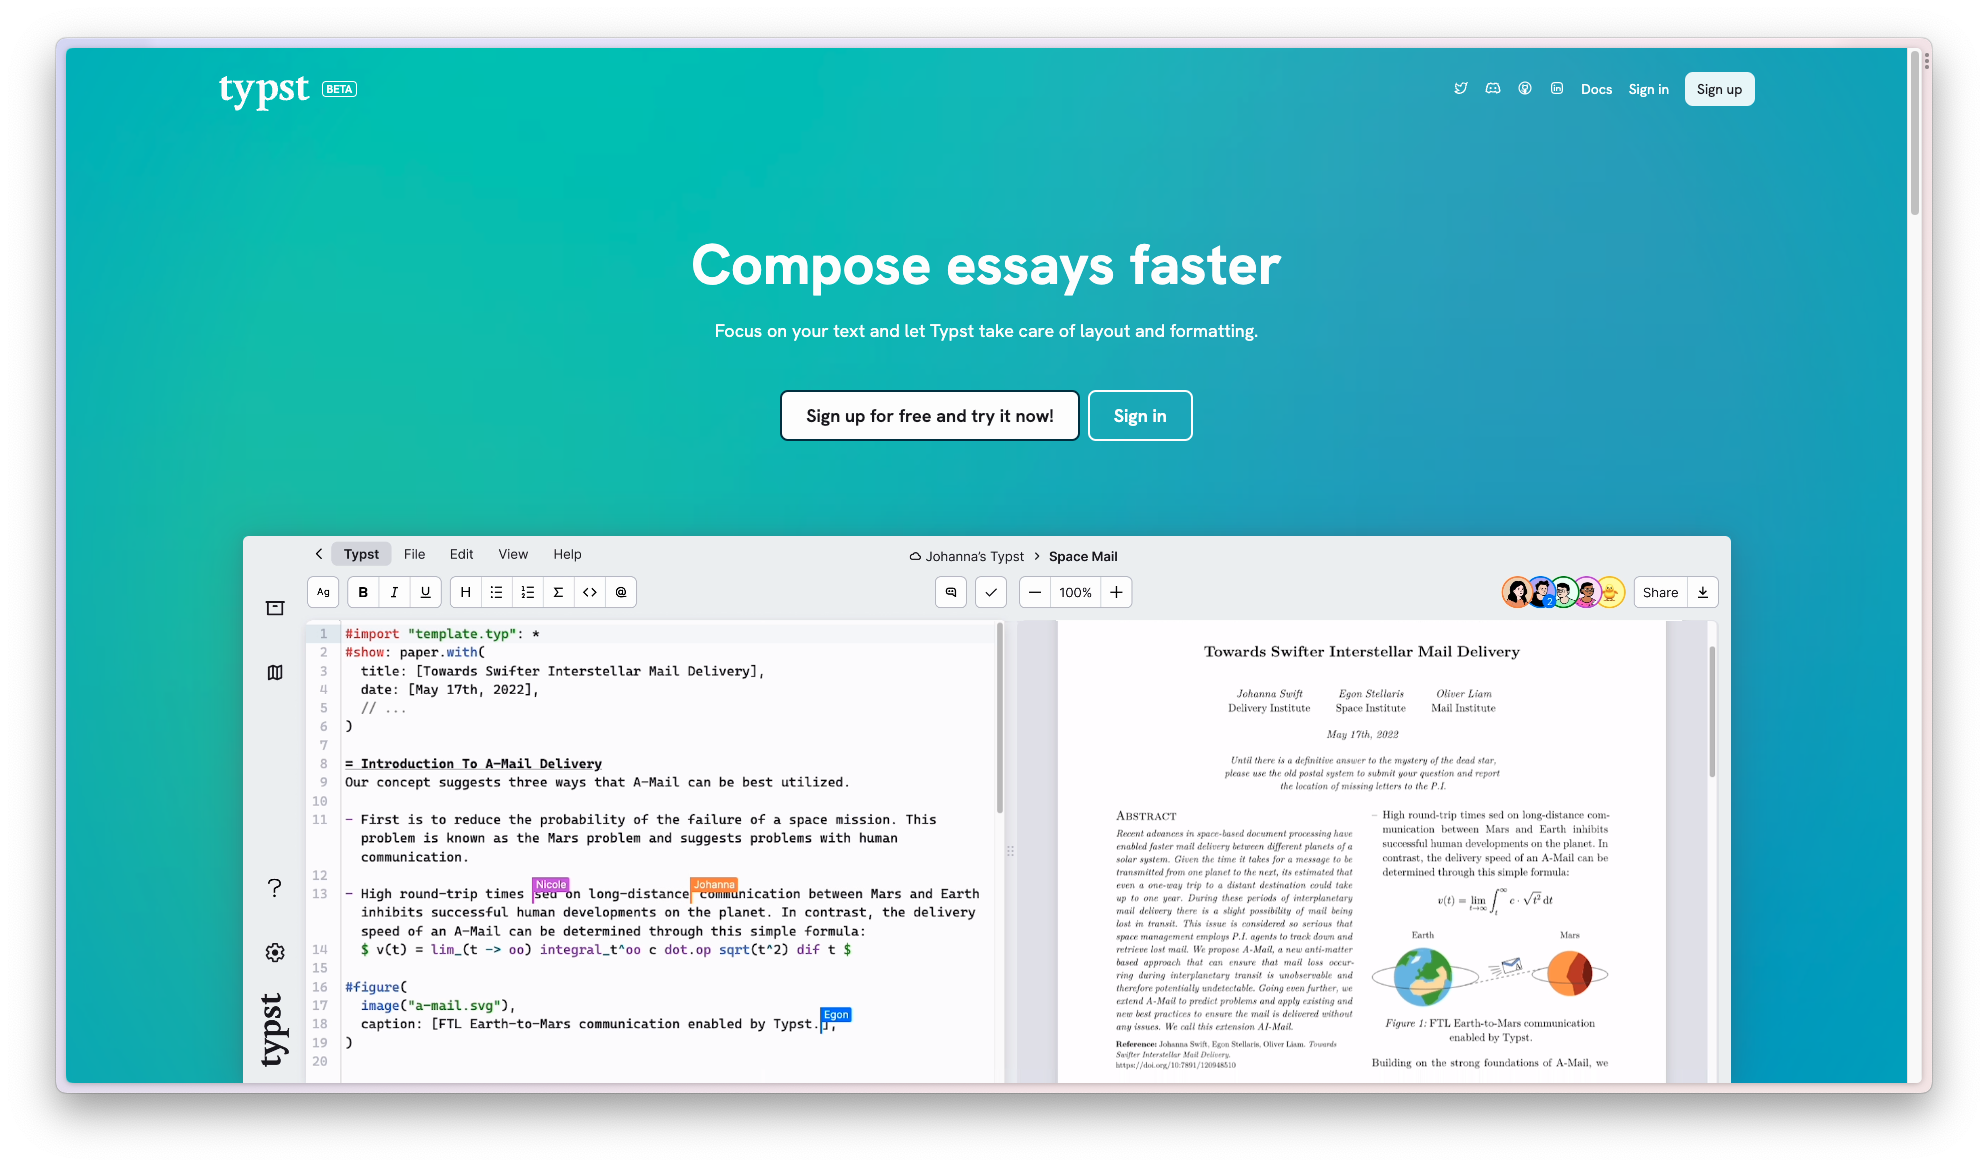 typst BETA
Docs Sign in Sign up
Compose essays faster
Focus on your text and let Typst take care of layout and formatting.
Sign up for free and try it now! Sign in
Typst File Edit View Help
Johanna's Typst > Space Mail
Ag B I U H Σ <> @
100%
2
Share
1 #import "template.typ": *
2 #show: paper.with(
3 title: [Towards Swifter Interstellar Mail Delivery],
4 date: [May 17th, 2022],
5 // ...
6 )
7
8 = Introduction To A-Mail Delivery
9 Our concept suggests three ways that A-Mail can be best utilized.
10
11 - First is to reduce the probability of the failure of a space mission. This
problem is known as the Mars problem and suggests problems with human
communication.
12
Nicole Johanna
13 - High round-trip times sed on long-distance communication between Mars and Earth
inhibits successful human developments on the planet. In contrast, the delivery
speed of an A-Mail can be determined through this simple formula:
14 $ v(t) = lim_(t -> oo) integral_t^oo c dot.op sqrt(t^2) dif t $
15
16 #figure(
17 image("a-mail.svg"),
Egon
18 caption: [FTL Earth-to-Mars communication enabled by Typst.],
19 )
20
typst
Towards Swifter Interstellar Mail Delivery
Johanna Swift Egon Stellaris Oliver Liam
Delivery Institute Space Institute Mail Institute
May 17th, 2022
Until there is a definitive answer to the mystery of the dead star,
please use the old postal system to submit your question and report
the location of missing letters to the P.I.
Abstract
Recent advances in space-based document processing have
enabled faster mail delivery between different planets of a
solar system. Given the time it takes for a message to be
transmitted from one planet to the next, its estimated that
even a one-way trip to a distant destination could take
up to one year. During these periods of interplanetary
mail delivery there is a slight possibility of mail being
lost in transit. This issue is considered so serious that
space management employs P.I. agents to track down and
retrieve lost mail. We propose A-Mail, a new anti-matter
based approach that can ensure that mail loss occur-
ring during interplanetary transit is unobservable and
therefore potentially undetectable. Going even further, we
extend A-Mail to predict problems and apply existing and
new best practices to ensure the mail is delivered without
any issues. We call this extension AI-Mail.
Reference: Johanna Swift, Egon Stellaris, Oliver Liam. Towards
Swifter Interstellar Mail Delivery.
https://doi.org/10:7891/120948510
– High round-trip times sed on long-distance com-
munication between Mars and Earth inhibits
successful human developments on the planet. In
contrast, the delivery speed of an A-Mail can be
determined through this simple formula:
v(t) = lim t→∞ ∫ t ∞ c · √t² dt
Earth Mars
Figure 1: FTL Earth-to-Mars communication
enabled by Typst.
Building on the strong foundations of A-Mail, we